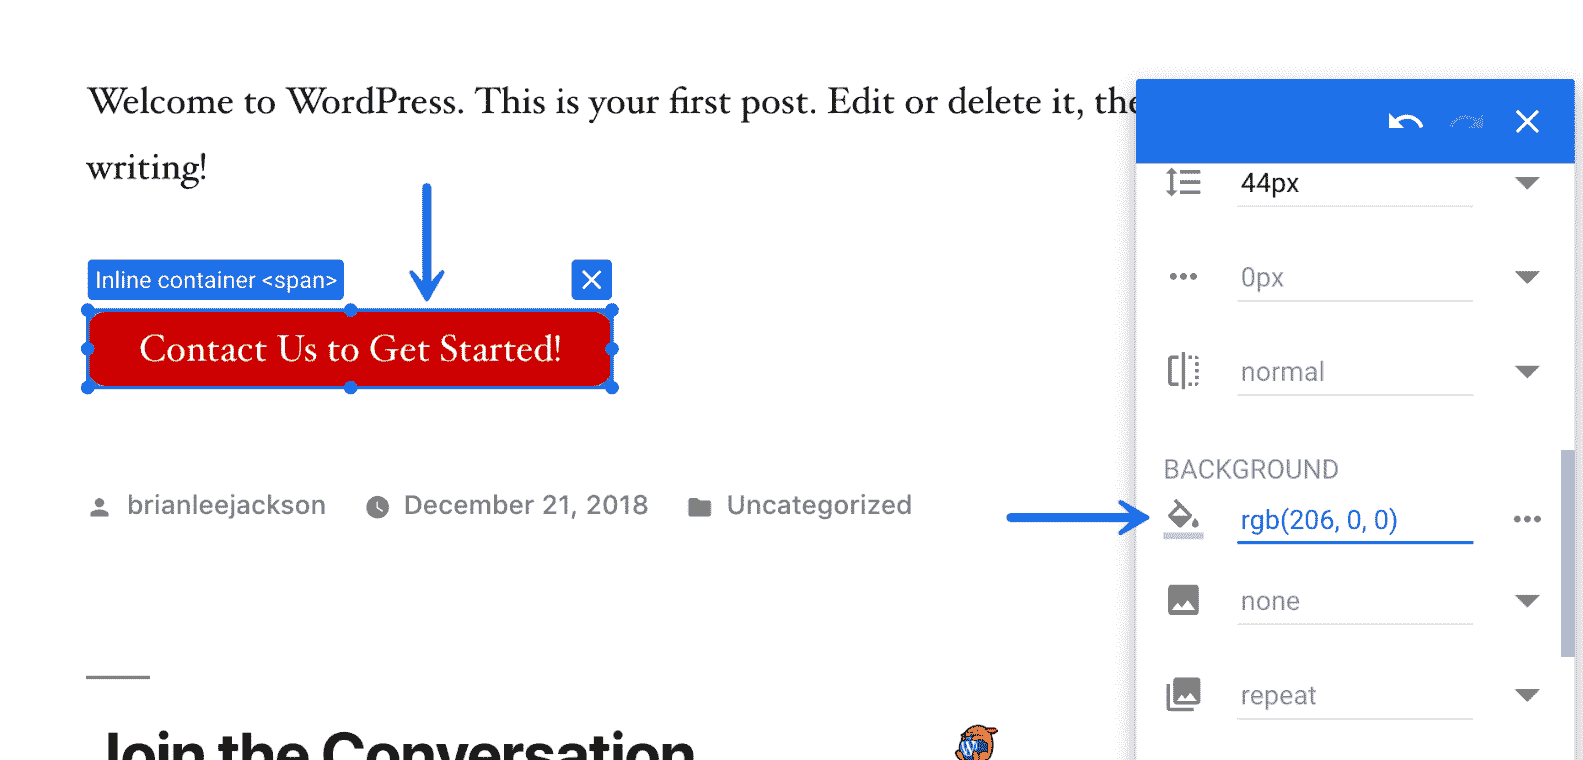 Welcome to WordPress. This is your first post. Edit or delete it, the
writing!
Inline container <span>
Contact Us to Get Started!
brianleejackson December 21, 2018 Uncategorized
Join the Conversation
44px
0px
normal
BACKGROUND
rgb(206, 0, 0)
none
repeat